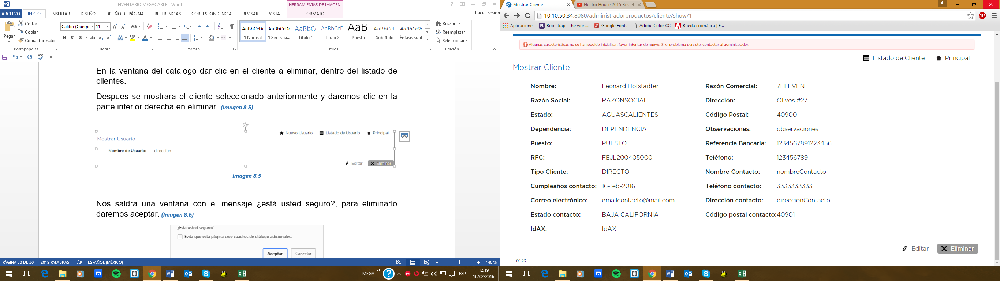 INVENTARIO MEGACABLE - Word
HERRAMIENTAS DE IMAGEN
ARCHIVO INICIO INSERTAR DISEÑO DISEÑO DE PÁGINA REFERENCIAS CORRESPONDENCIA REVISAR VISTA FORMATO
Iniciar sesión
Pegar
Cortar
Copiar
Copiar formato
Portapapeles
Calibri (Cuerpo 11
Aa
N K S abc x₂ x²
Fuente
Párrafo
AaBbCcDc AaBbCcDc AaBbCc AaBbCcE AaBl AaBbCcD AaBbCcDc
¶ Normal ¶ Sin espa... Título 1 Título 2 Puesto Subtítulo Énfasis sutil
Estilos
Buscar
Reemplazar
Seleccionar
Edición
En la ventana del catalogo dar clic en el cliente a eliminar, dentro del listado de
clientes.
Despues se mostrara el cliente seleccionado anteriormente y daremos clic en la
parte inferior derecha en eliminar. (Imagen 8.5)
Nuevo Usuario Listado de Usuario Principal
Mostrar Usuario
Nombre de Usuario: direccion
Editar Eliminar
Imagen 8.5
Nos saldra una ventana con el mensaje ¿está usted seguro?, para eliminarlo
daremos aceptar. (Imagen 8.6)
¿Está usted seguro?
Evita que esta página cree cuadros de diálogo adicionales.
Aceptar Cancelar
PÁGINA 30 DE 30 2019 PALABRAS ESPAÑOL (MÉXICO) 140 %
MEGA ESP 12:19
16/02/2016
Mostrar Cliente
Electro House 2015 Bes
10.10.50.34:8080/administradorproductos/cliente/show/1
ABP
Aplicaciones Bootstrap · The worl... Google Fonts Adobe Color CC Rueda cromática | E...
Algunas características no se han podido inicializar, favor intentar de nuevo. Si el problema persiste, contactar al administrador.
Listado de Cliente Principal
Mostrar Cliente
Nombre: Leonard Hofstadter Razón Comercial: 7ELEVEN
Razón Social: RAZONSOCIAL Dirección: Olivos #27
Estado: AGUASCALIENTES Código Postal: 40900
Dependencia: DEPENDENCIA Observaciones: observaciones
Puesto: PUESTO Referencia Bancaria: 1234567891223456
RFC: FEJL200405000 Teléfono: 123456789
Tipo Cliente: DIRECTO Nombre Contacto: nombreContacto
Cumpleaños contacto: 16-feb-2016 Teléfono contacto: 3333333333
Correo electrónico: emailcontacto@mail.com Dirección contacto: direccionContacto
Estado contacto: BAJA CALIFORNIA Código postal contacto: 40901
IdAX: IdAX
Editar Eliminar
0.1.23